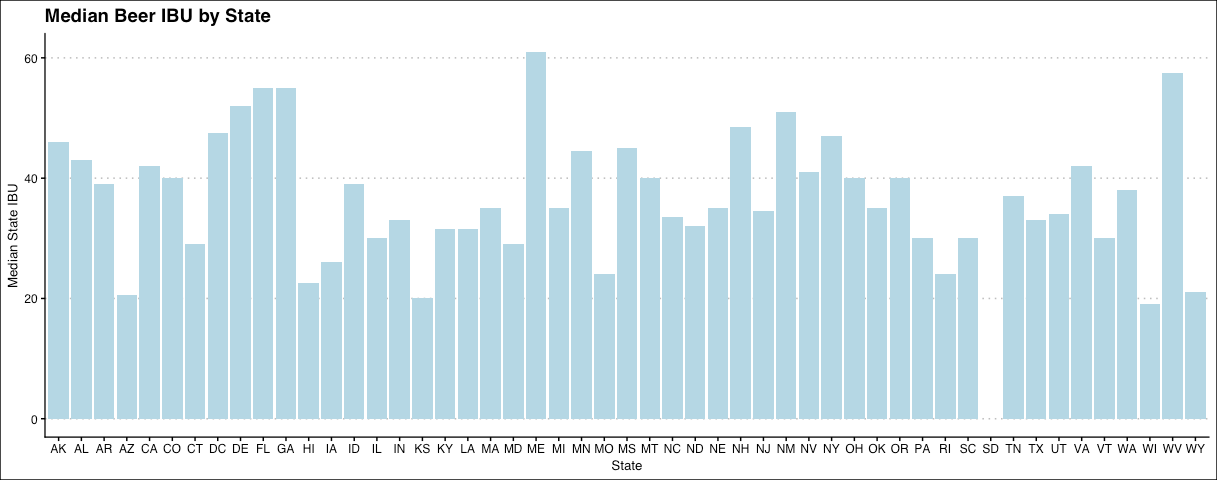 Median Beer IBU by State
Median State IBU
60
40
20
0
AK AL AR AZ CA CO CT DC DE FL GA HI IA ID IL IN KS KY LA MA MD ME MI MN MO MS MT NC ND NE NH NJ NM NV NY OH OK OR PA RI SC SD TN TX UT VA VT WA WI WV WY
State